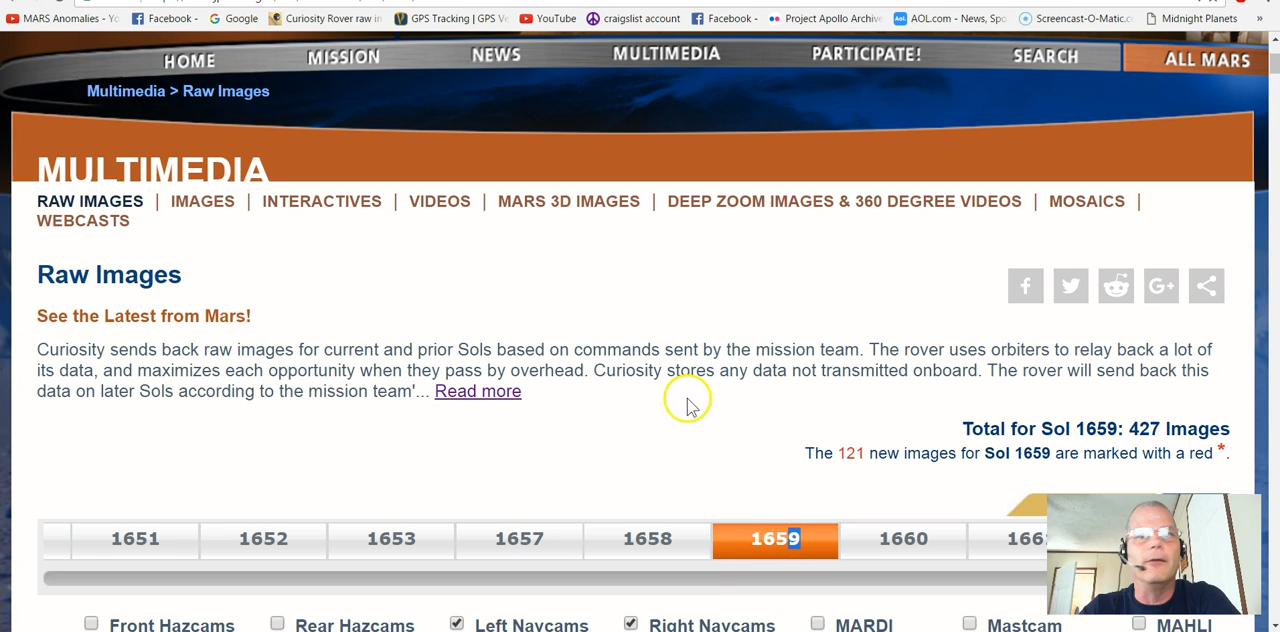 MARS Anomalies - Yo Facebook - Google Curiosity Rover raw in GPS Tracking | GPS Ve YouTube craigslist account Facebook - Project Apollo Archive AOL.com - News, Spo Screencast-O-Matic.c Midnight Planets »
HOME MISSION NEWS MULTIMEDIA PARTICIPATE! SEARCH ALL MARS
Multimedia > Raw Images
MULTIMEDIA
RAW IMAGES | IMAGES | INTERACTIVES | VIDEOS | MARS 3D IMAGES | DEEP ZOOM IMAGES & 360 DEGREE VIDEOS | MOSAICS |
WEBCASTS
Raw Images
See the Latest from Mars!
Curiosity sends back raw images for current and prior Sols based on commands sent by the mission team. The rover uses orbiters to relay back a lot of
its data, and maximizes each opportunity when they pass by overhead. Curiosity stores any data not transmitted onboard. The rover will send back this
data on later Sols according to the mission team'... Read more
Total for Sol 1659: 427 Images
The 121 new images for Sol 1659 are marked with a red *.
1651 1652 1653 1657 1658 1659 1660 166
Front Hazcams Rear Hazcams Left Navcams Right Navcams MARDI Mastcam MAHLI